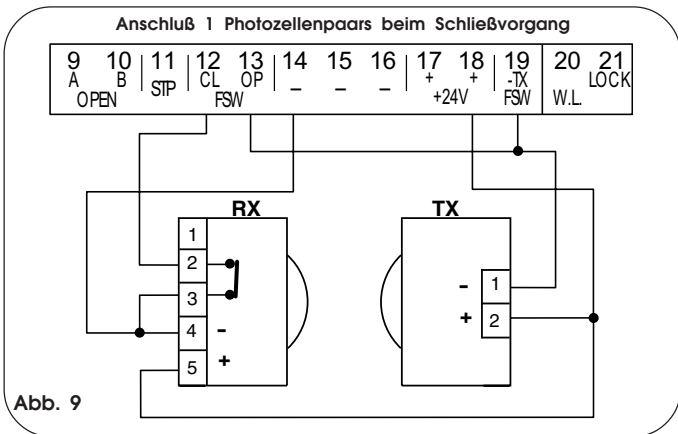 Anschluß 1 Photozellenpaars beim Schließvorgang
9 10 11 12 13 14 15 16 17 18 19 20 21
A B STP CL OP – – – + + -TX LOCK
OPEN FSW +24V FSW W.L.
RX TX
1
2
3
4 -
5 +
- 1
+ 2
Abb. 9